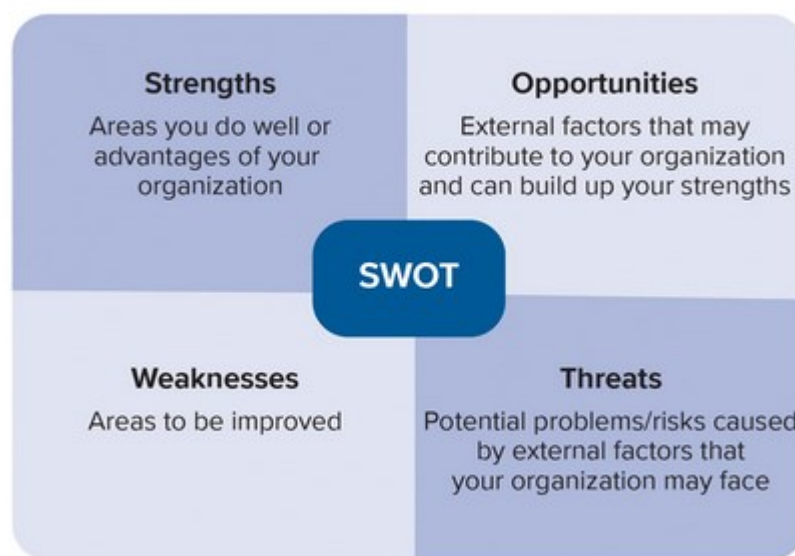 Strengths
Areas you do well or
advantages of your
organization
Opportunities
External factors that may
contribute to your organization
and can build up your strengths
SWOT
Weaknesses
Areas to be improved
Threats
Potential problems/risks caused
by external factors that
your organization may face